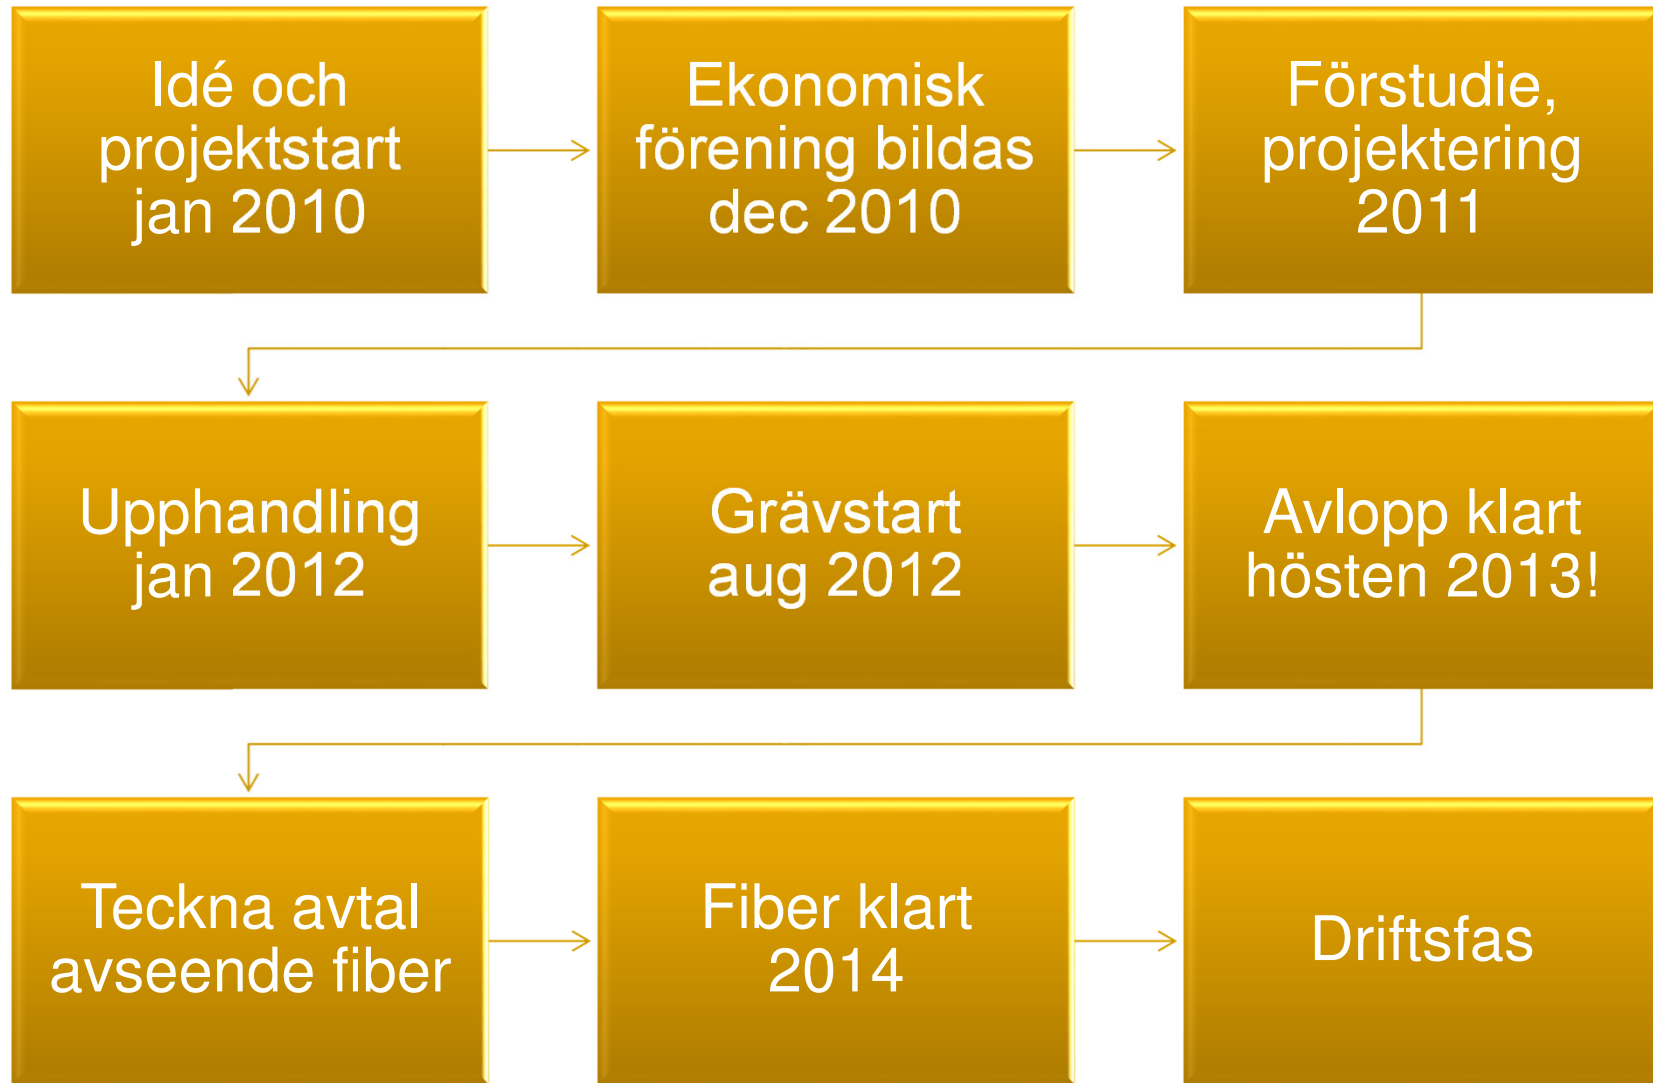 Idé och
projektstart
jan 2010
Ekonomisk
förening bildas
dec 2010
Förstudie,
projektering
2011
Upphandling
jan 2012
Grävstart
aug 2012
Avlopp klart
hösten 2013!
Teckna avtal
avseende fiber
Fiber klart
2014
Driftsfas